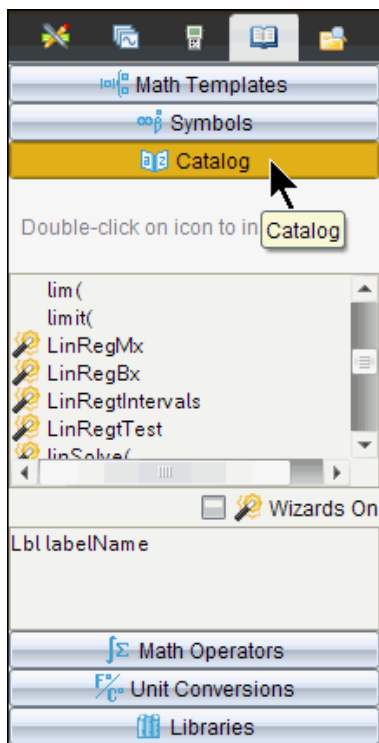 Math Templates
Symbols
Catalog
Double-click on icon to in
Catalog
lim(
limit(
LinRegMx
LinRegBx
LinRegtIntervals
LinRegtTest
linSolve(
Wizards On
Lbl labelName
Math Operators
Unit Conversions
Libraries